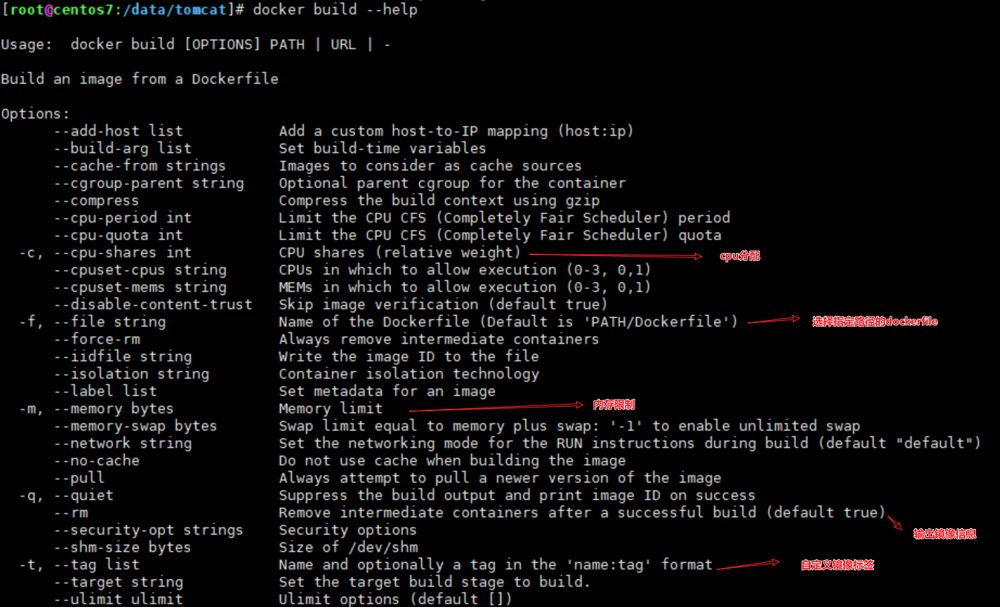 [root@centos7:/data/tomcat]# docker build --help
Usage:  docker build [OPTIONS] PATH | URL | -
Build an image from a Dockerfile
Options:
--add-host list Add a custom host-to-IP mapping (host:ip)
--build-arg list Set build-time variables
--cache-from strings Images to consider as cache sources
--cgroup-parent string Optional parent cgroup for the container
--compress Compress the build context using gzip
--cpu-period int Limit the CPU CFS (Completely Fair Scheduler) period
--cpu-quota int Limit the CPU CFS (Completely Fair Scheduler) quota
-c, --cpu-shares int CPU shares (relative weight) cpu分配
--cpuset-cpus string CPUs in which to allow execution (0-3, 0,1)
--cpuset-mems string MEMs in which to allow execution (0-3, 0,1)
--disable-content-trust Skip image verification (default true)
-f, --file string Name of the Dockerfile (Default is 'PATH/Dockerfile') 选择指定路径的dockerfile
--force-rm Always remove intermediate containers
--iidfile string Write the image ID to the file
--isolation string Container isolation technology
--label list Set metadata for an image
-m, --memory bytes Memory limit 内存限制
--memory-swap bytes Swap limit equal to memory plus swap: '-1' to enable unlimited swap
--network string Set the networking mode for the RUN instructions during build (default "default")
--no-cache Do not use cache when building the image
--pull Always attempt to pull a newer version of the image
-q, --quiet Suppress the build output and print image ID on success
--rm Remove intermediate containers after a successful build (default true)
--security-opt strings Security options 输出镜像信息
--shm-size bytes Size of /dev/shm
-t, --tag list Name and optionally a tag in the 'name:tag' format 自定义镜像标签
--target string Set the target build stage to build.
--ulimit ulimit Ulimit options (default [])